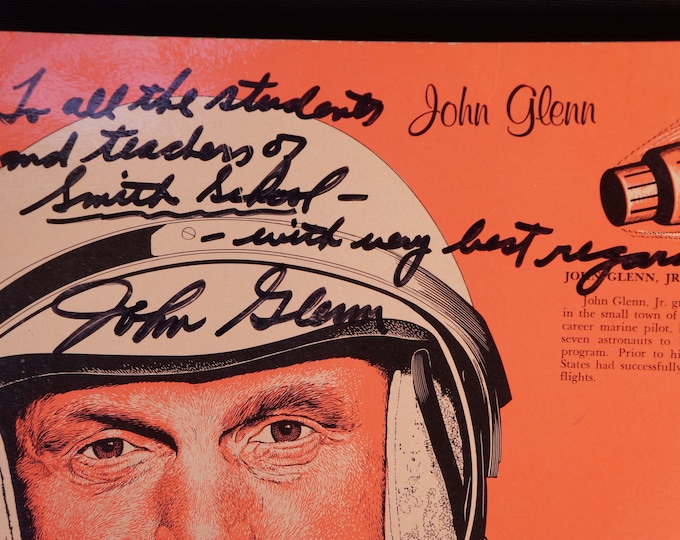 To all the students
and teachers of
Smith School –
– with very best regar
John Glenn
John Glenn
JOHN GLENN, JR
John Glenn, Jr. gr
in the small town of
career marine pilot.
seven astronauts to
program. Prior to hi
States had successfully
flights.